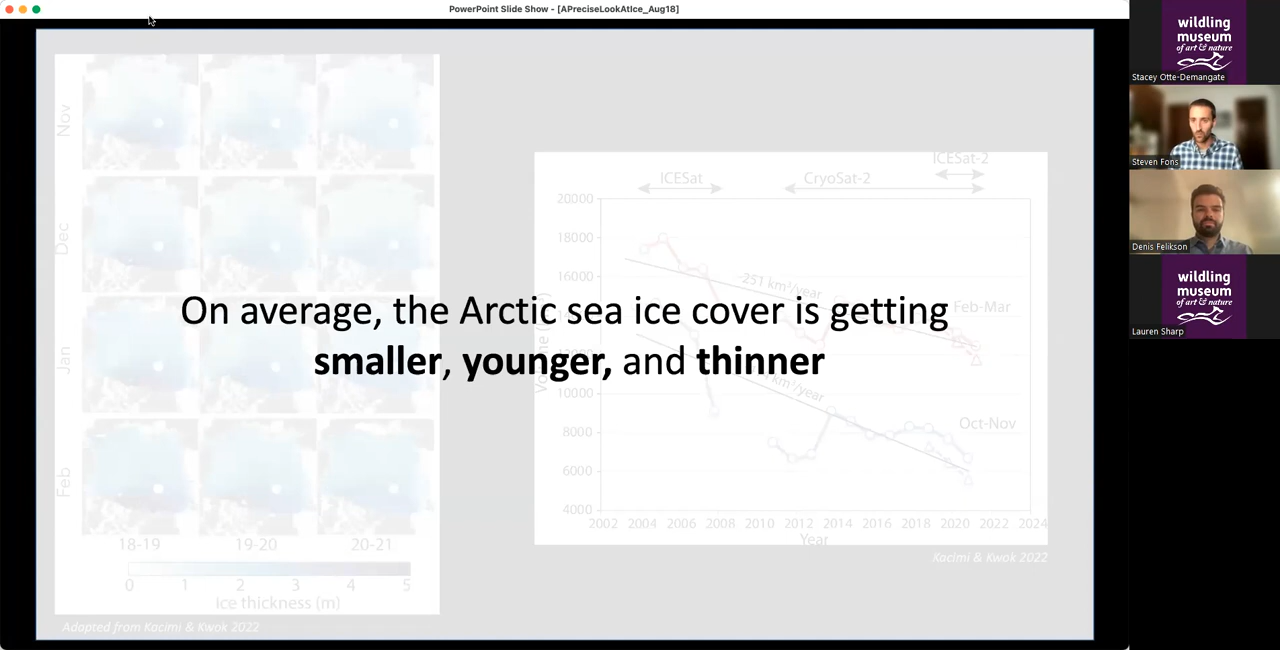 PowerPoint Slide Show - [APreciseLookAtIce_Aug18]
Nov
Dec
Jan
Feb
18-19 19-20 20-21
0 1 2 3 4 5
Ice thickness (m)
Adapted from Kacimi & Kwok 2022
On average, the Arctic sea ice cover is getting
smaller, younger, and thinner
ICESat
CryoSat-2
ICESat-2
20000
18000
16000
10000
8000
6000
4000
-251 km³/year
Feb-Mar
km³/year
Oct-Nov
2002 2004 2006 2008 2010 2012 2014 2016 2018 2020 2022 2024
Year
Kacimi & Kwok 2022
wildling
museum
of art & nature
Stacey Otte-Demangate
Steven Fons
Denis Felikson
wildling
museum
of art & nature
Lauren Sharp